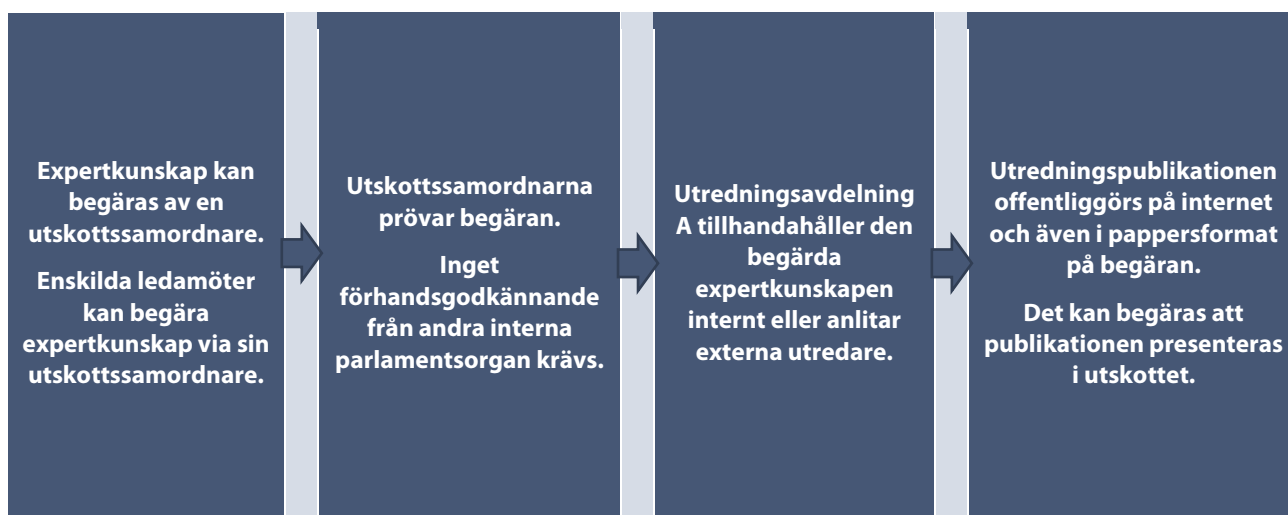 Expertkunskap kan
begäras av en
utskottssamordnare.
Enskilda ledamöter
kan begära
expertkunskap via sin
utskottssamordnare.
Utskottssamordnarna
prövar begäran.
Inget
förhandsgodkännande
från andra interna
parlamentsorgan krävs.
Utredningsavdelning
A tillhandahåller den
begärda
expertkunskapen
internt eller anlitar
externa utredare.
Utredningspublikationen
offentliggörs på internet
och även i pappersformat
på begäran.
Det kan begäras att
publikationen presenteras
i utskottet.